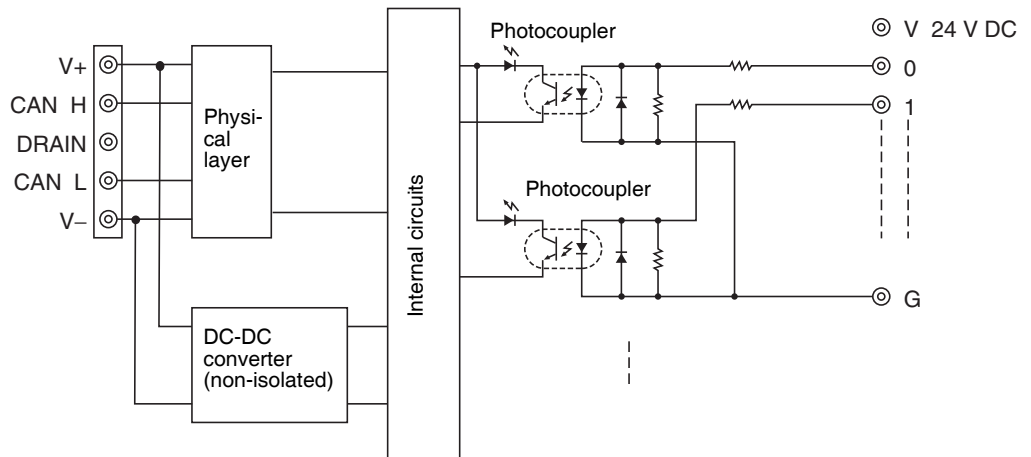 V+
CAN H
DRAIN
CAN L
V–
Physi-
cal
layer
DC-DC
converter
(non-isolated)
Internal circuits
Photocoupler
Photocoupler
V 24 V DC
0
1
G